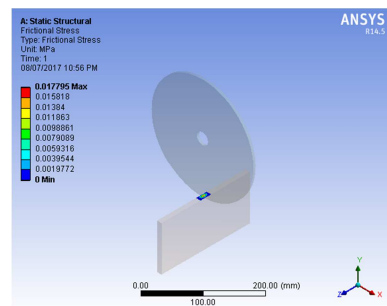 A: Static Structural
Frictional Stress
Type: Frictional Stress
Unit: MPa
Time: 1
08/07/2017 10:56 PM
0.017795 Max
0.015818
0.01384
0.011863
0.0098861
0.0079089
0.0059316
0.0039544
0.0019772
0 Min
ANSYS
R14.5
0.00
200.00 (mm)
100.00
Y
Z
X